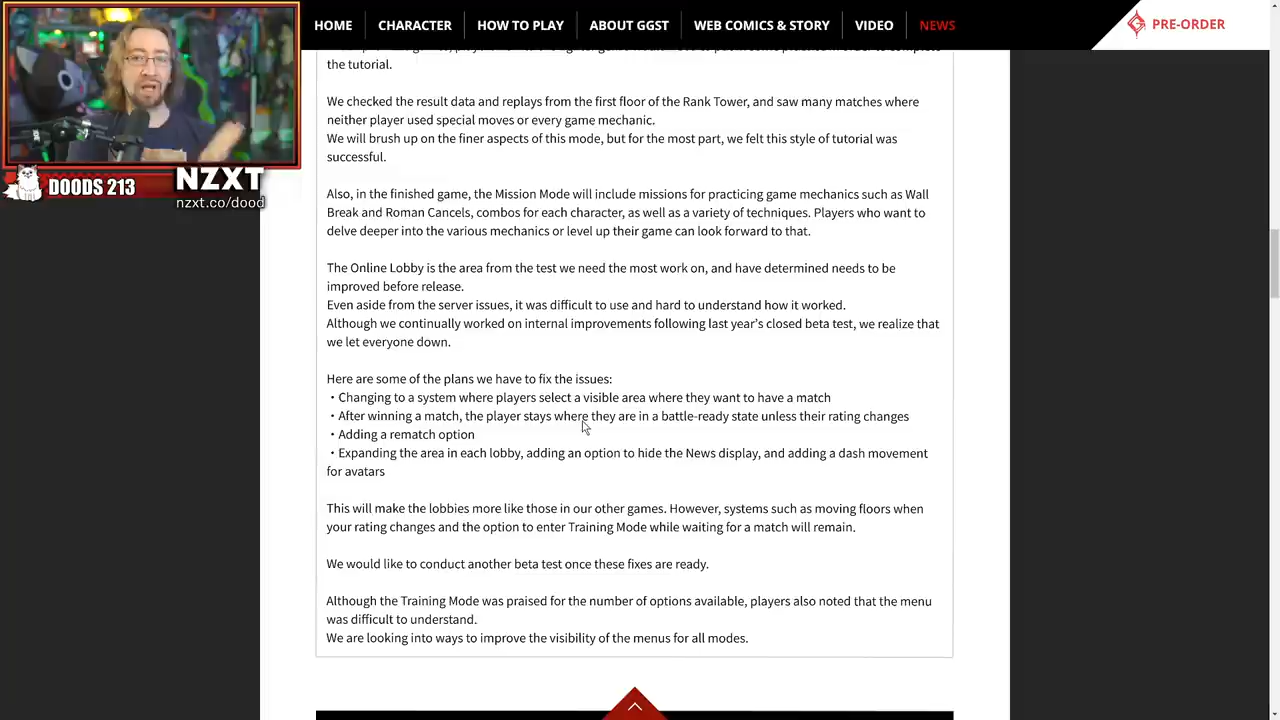 HOME
CHARACTER
HOW TO PLAY
ABOUT GGST
WEB COMICS & STORY
VIDEO
NEWS
PRE-ORDER
the tutorial.
We checked the result data and replays from the first floor of the Rank Tower, and saw many matches where
neither player used special moves or every game mechanic.
We will brush up on the finer aspects of this mode, but for the most part, we felt this style of tutorial was
successful.
DOODS 213
NZXT
nzxt.co/dood
Also, in the finished game, the Mission Mode will include missions for practicing game mechanics such as Wall
Break and Roman Cancels, combos for each character, as well as a variety of techniques. Players who want to
delve deeper into the various mechanics or level up their game can look forward to that.
The Online Lobby is the area from the test we need the most work on, and have determined needs to be
improved before release.
Even aside from the server issues, it was difficult to use and hard to understand how it worked.
Although we continually worked on internal improvements following last year's closed beta test, we realize that
we let everyone down.
Here are some of the plans we have to fix the issues:
・Changing to a system where players select a visible area where they want to have a match
・After winning a match, the player stays where they are in a battle-ready state unless their rating changes
・Adding a rematch option
・Expanding the area in each lobby, adding an option to hide the News display, and adding a dash movement
for avatars
This will make the lobbies more like those in our other games. However, systems such as moving floors when
your rating changes and the option to enter Training Mode while waiting for a match will remain.
We would like to conduct another beta test once these fixes are ready.
Although the Training Mode was praised for the number of options available, players also noted that the menu
was difficult to understand.
We are looking into ways to improve the visibility of the menus for all modes.